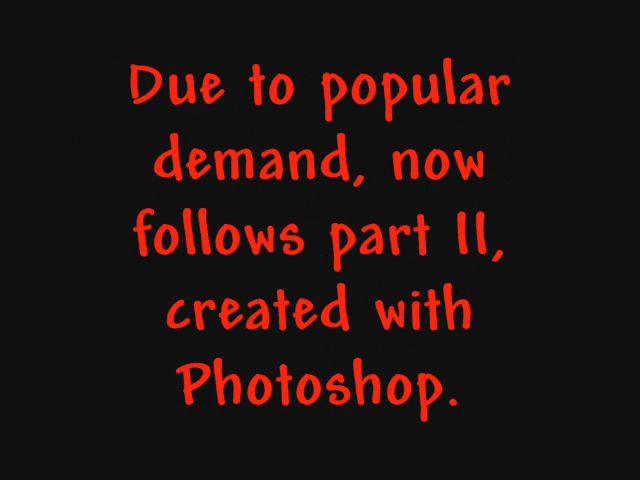 Due to popular
demand, now
follows part II,
created with
Photoshop.